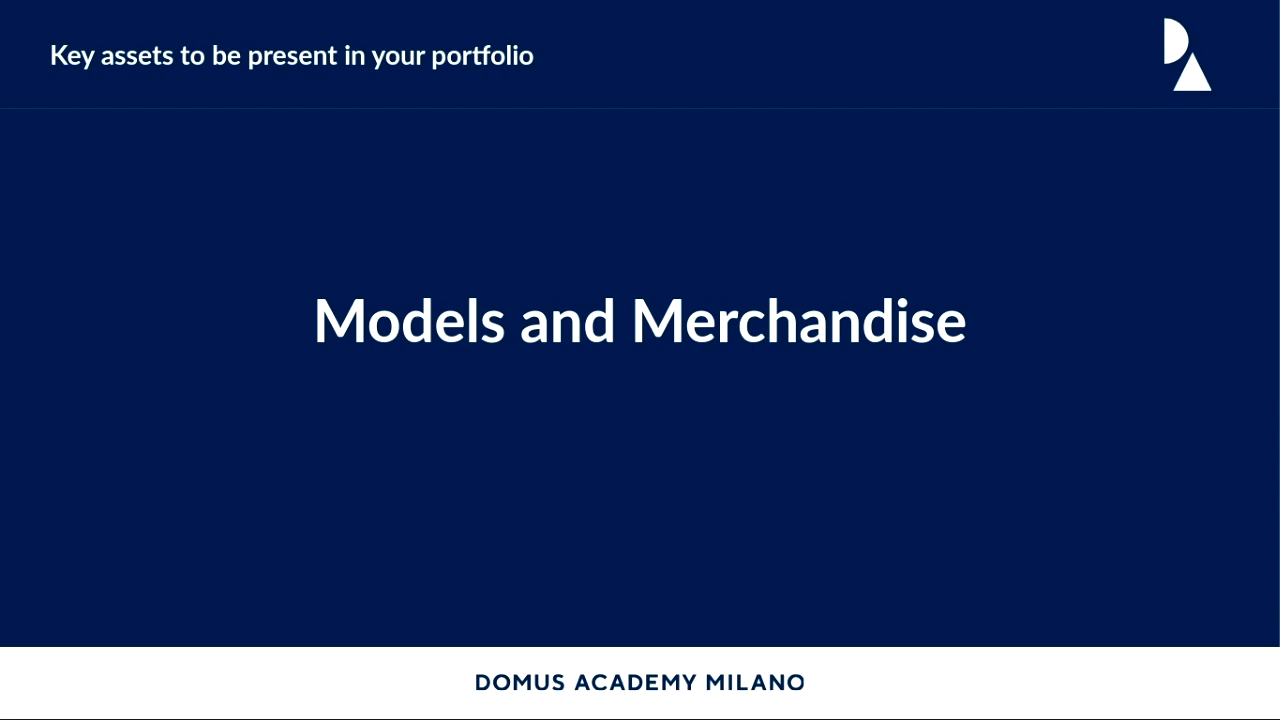 Key assets to be present in your portfolio
Models and Merchandise
DOMUS ACADEMY MILANO